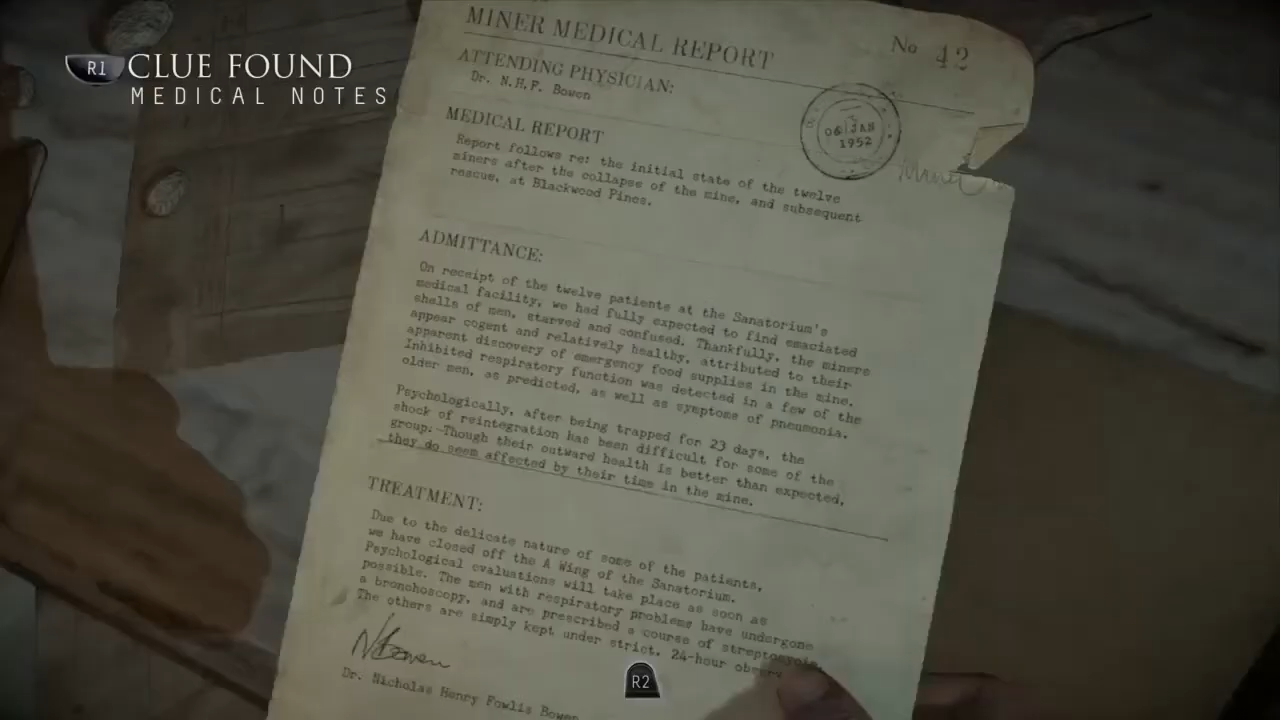 R1 CLUE FOUND
MEDICAL NOTES
MINER MEDICAL REPORT
No 42
ATTENDING PHYSICIAN:
Dr. N.H.F. Bowen
06 JAN
1952
MEDICAL REPORT
Report follows re: the initial state of the twelve
miners after the collapse of the mine, and subsequent
rescue, at Blackwood Pines.
ADMITTANCE:
On receipt of the twelve patients at the Sanatorium's
medical facility, we had fully expected to find emaciated
shells of men, starved and confused. Thankfully, the miners
appear cogent and relatively healthy, attributed to their
apparent discovery of emergency food supplies in the mine.
Inhibited respiratory function was detected in a few of the
older men, as predicted, as well as symptoms of pneumonia.
Psychologically, after being trapped for 23 days, the
shock of reintegration has been difficult for some of the
group. Though their outward health is better than expected,
they do seem affected by their time in the mine.
TREATMENT:
Due to the delicate nature of some of the patients,
we have closed off the A Wing of the Sanatorium.
Psychological evaluations will take place as soon as
possible. The men with respiratory problems have undergone
a bronchoscopy, and are prescribed a course of
The others are simply kept under strict, 24-hour
NBowen
Dr. Nicholas Henry Fowlis Bowen
R2